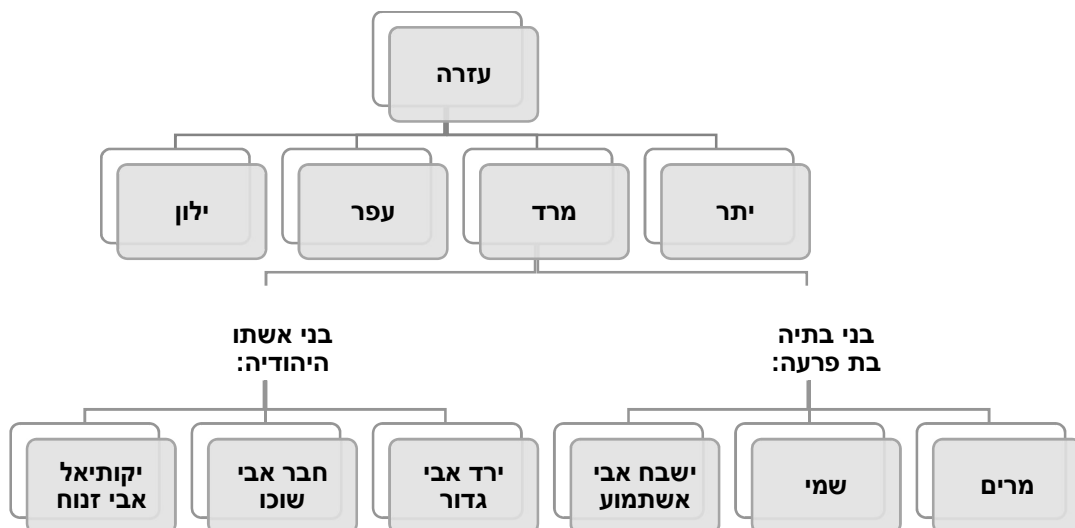 עזרה
יתר
מרד
עפר
ילון
בני בתיה
בת פרעה:
בני אשתו
היהודיה:
מרים
שמי
ישבח אבי
אשתמוע
ירד אבי
גדור
חבר אבי
שוכו
יקותיאל
אבי זנוח